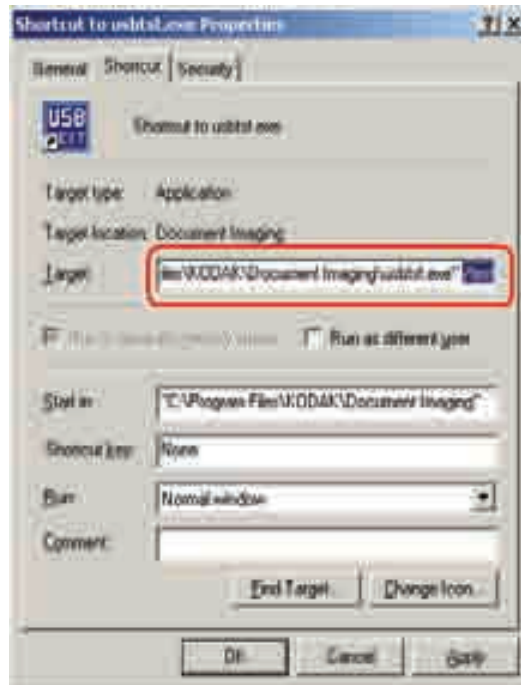 Shortcut to usbtst.exe Properties ? X
General Shortcut Security
USB
Shortcut to usbtst.exe
Target type: Application
Target location: Document Imaging
Target: iles\KODAK\Document Imaging\usbtst.exe"
Run as different user
Start in: "C:\Program Files\KODAK\Document Imaging"
Shortcut key: None
Run: Normal window
Comment:
Find Target... Change Icon...
OK Cancel Apply